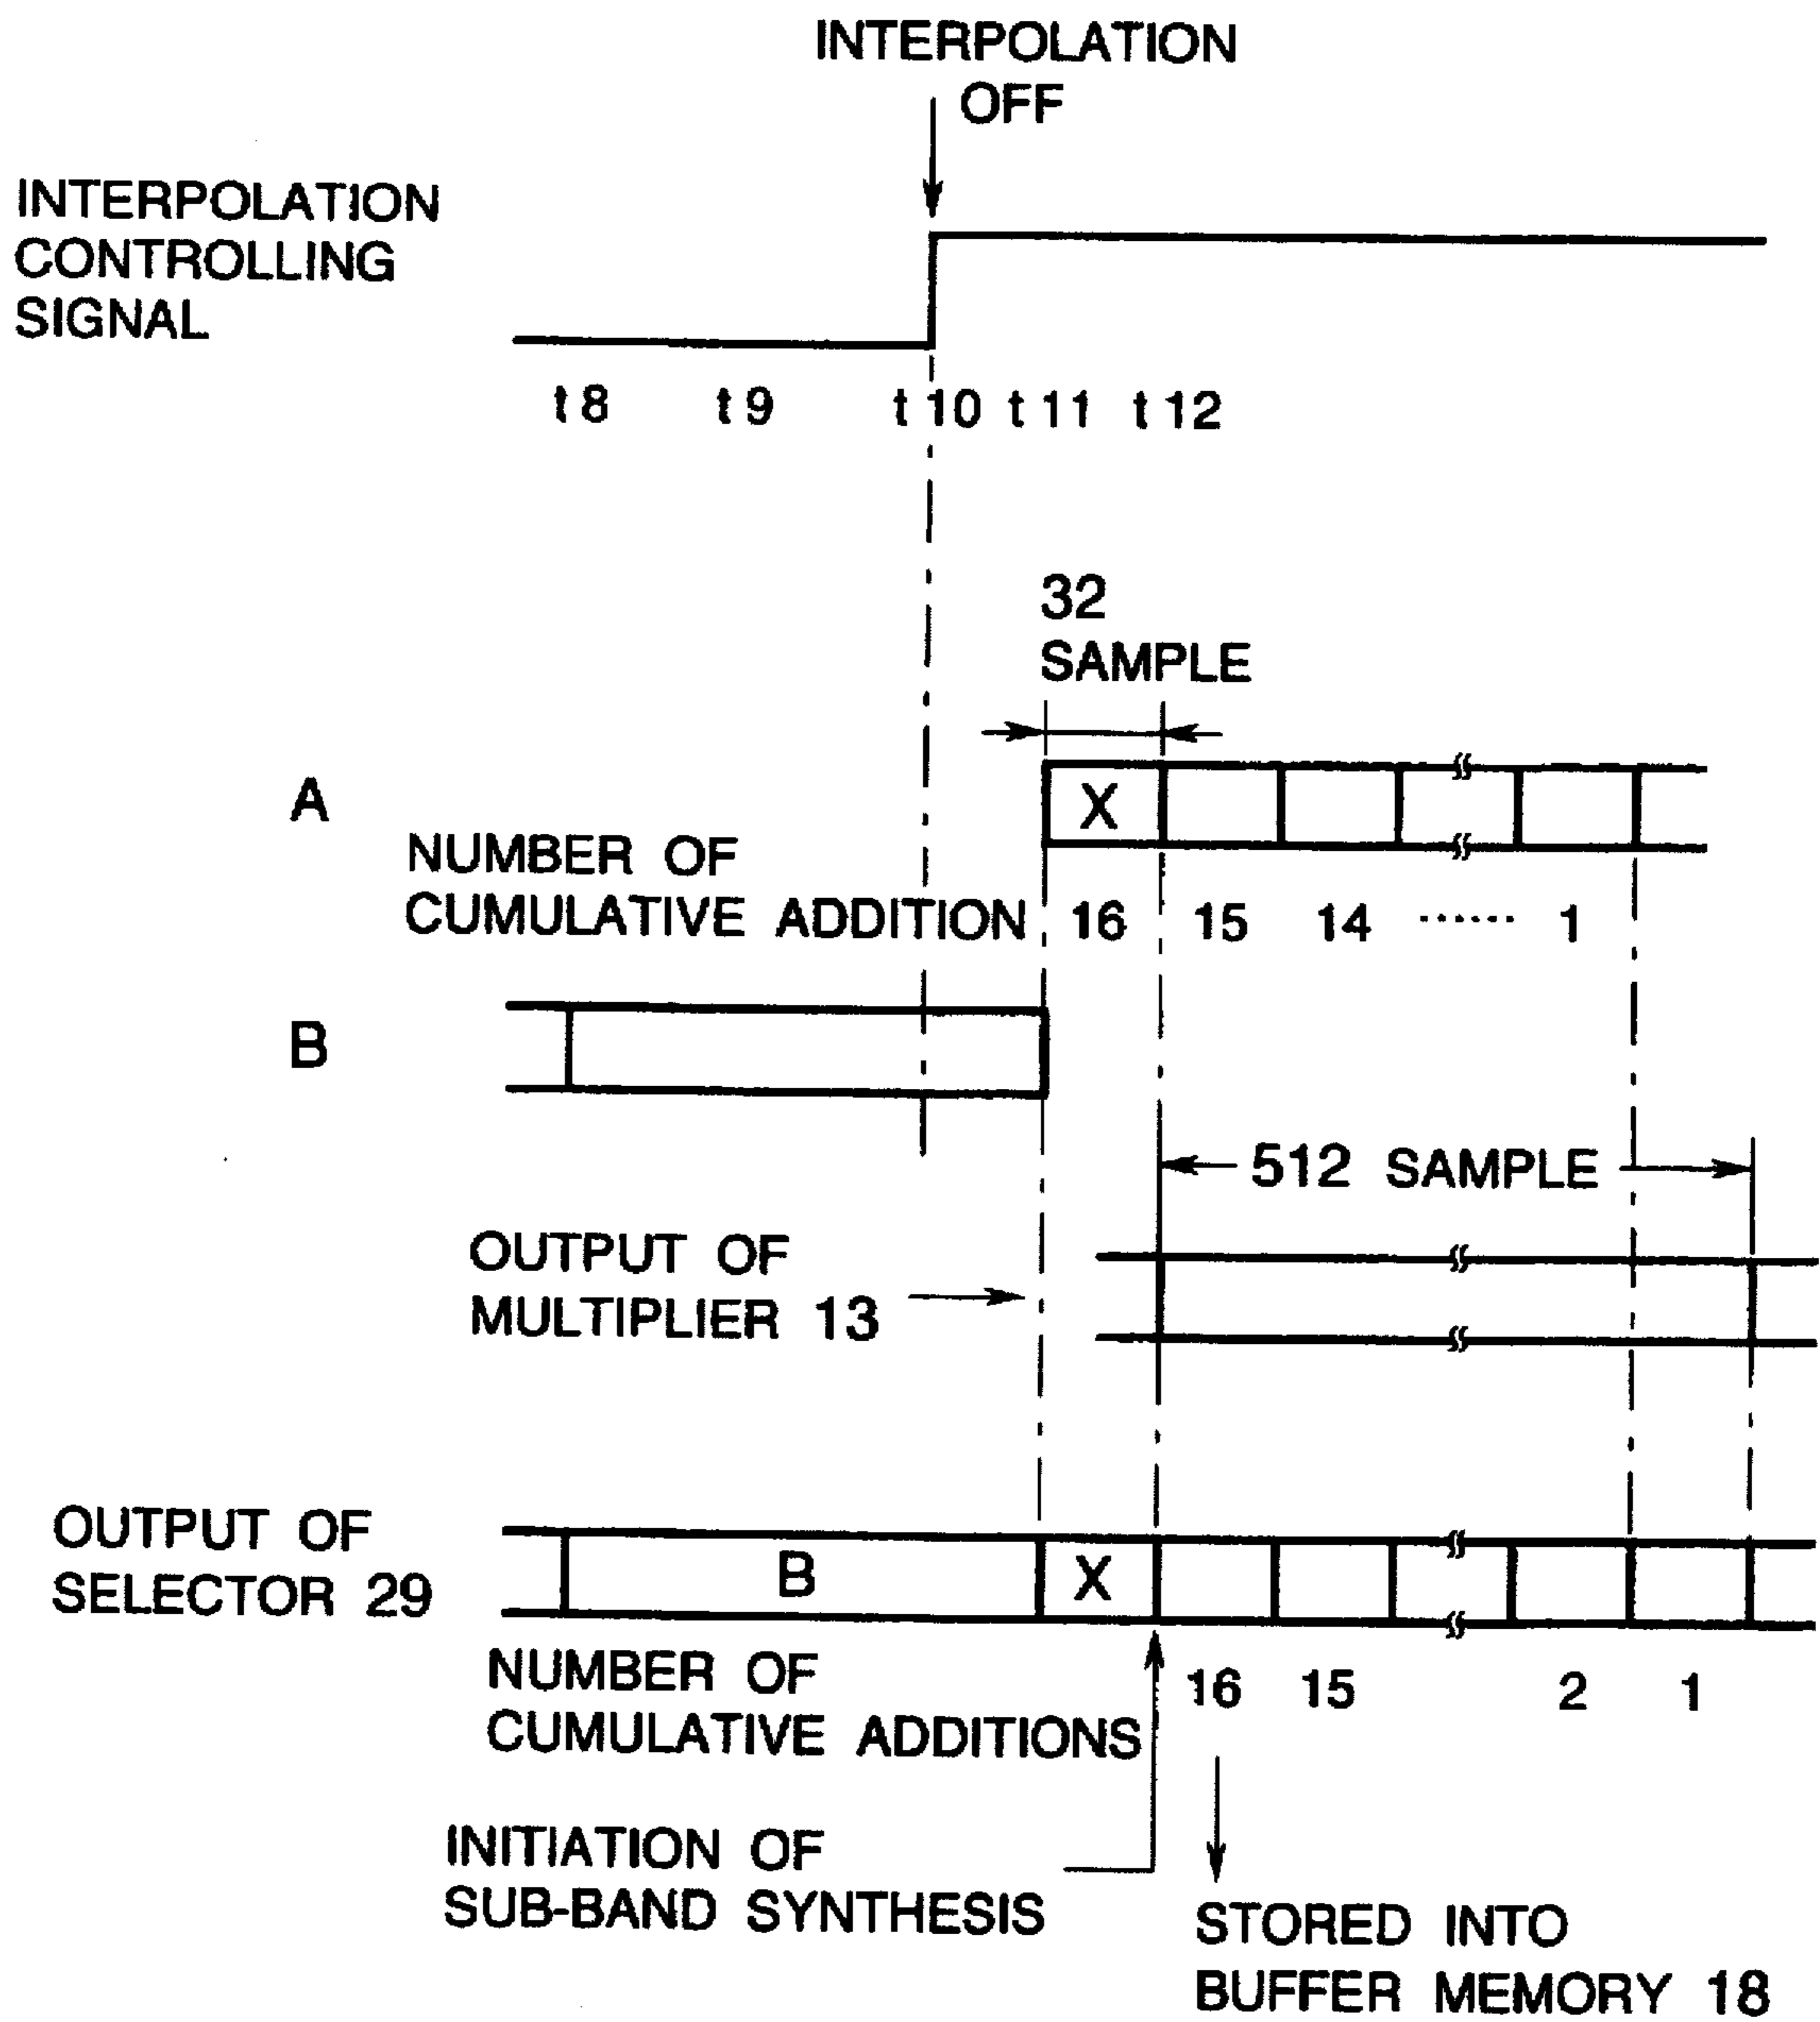 INTERPOLATION
OFF
INTERPOLATION
CONTROLLING
SIGNAL
t8 t9 t10 t11 t12
32
SAMPLE
A
X
NUMBER OF
CUMULATIVE ADDITION 16 15 14 ...... 1
B
512 SAMPLE
OUTPUT OF
MULTIPLIER 13
OUTPUT OF
SELECTOR 29
B X
NUMBER OF
CUMULATIVE ADDITIONS
16 15 2 1
INITIATION OF
SUB-BAND SYNTHESIS
STORED INTO
BUFFER MEMORY 18